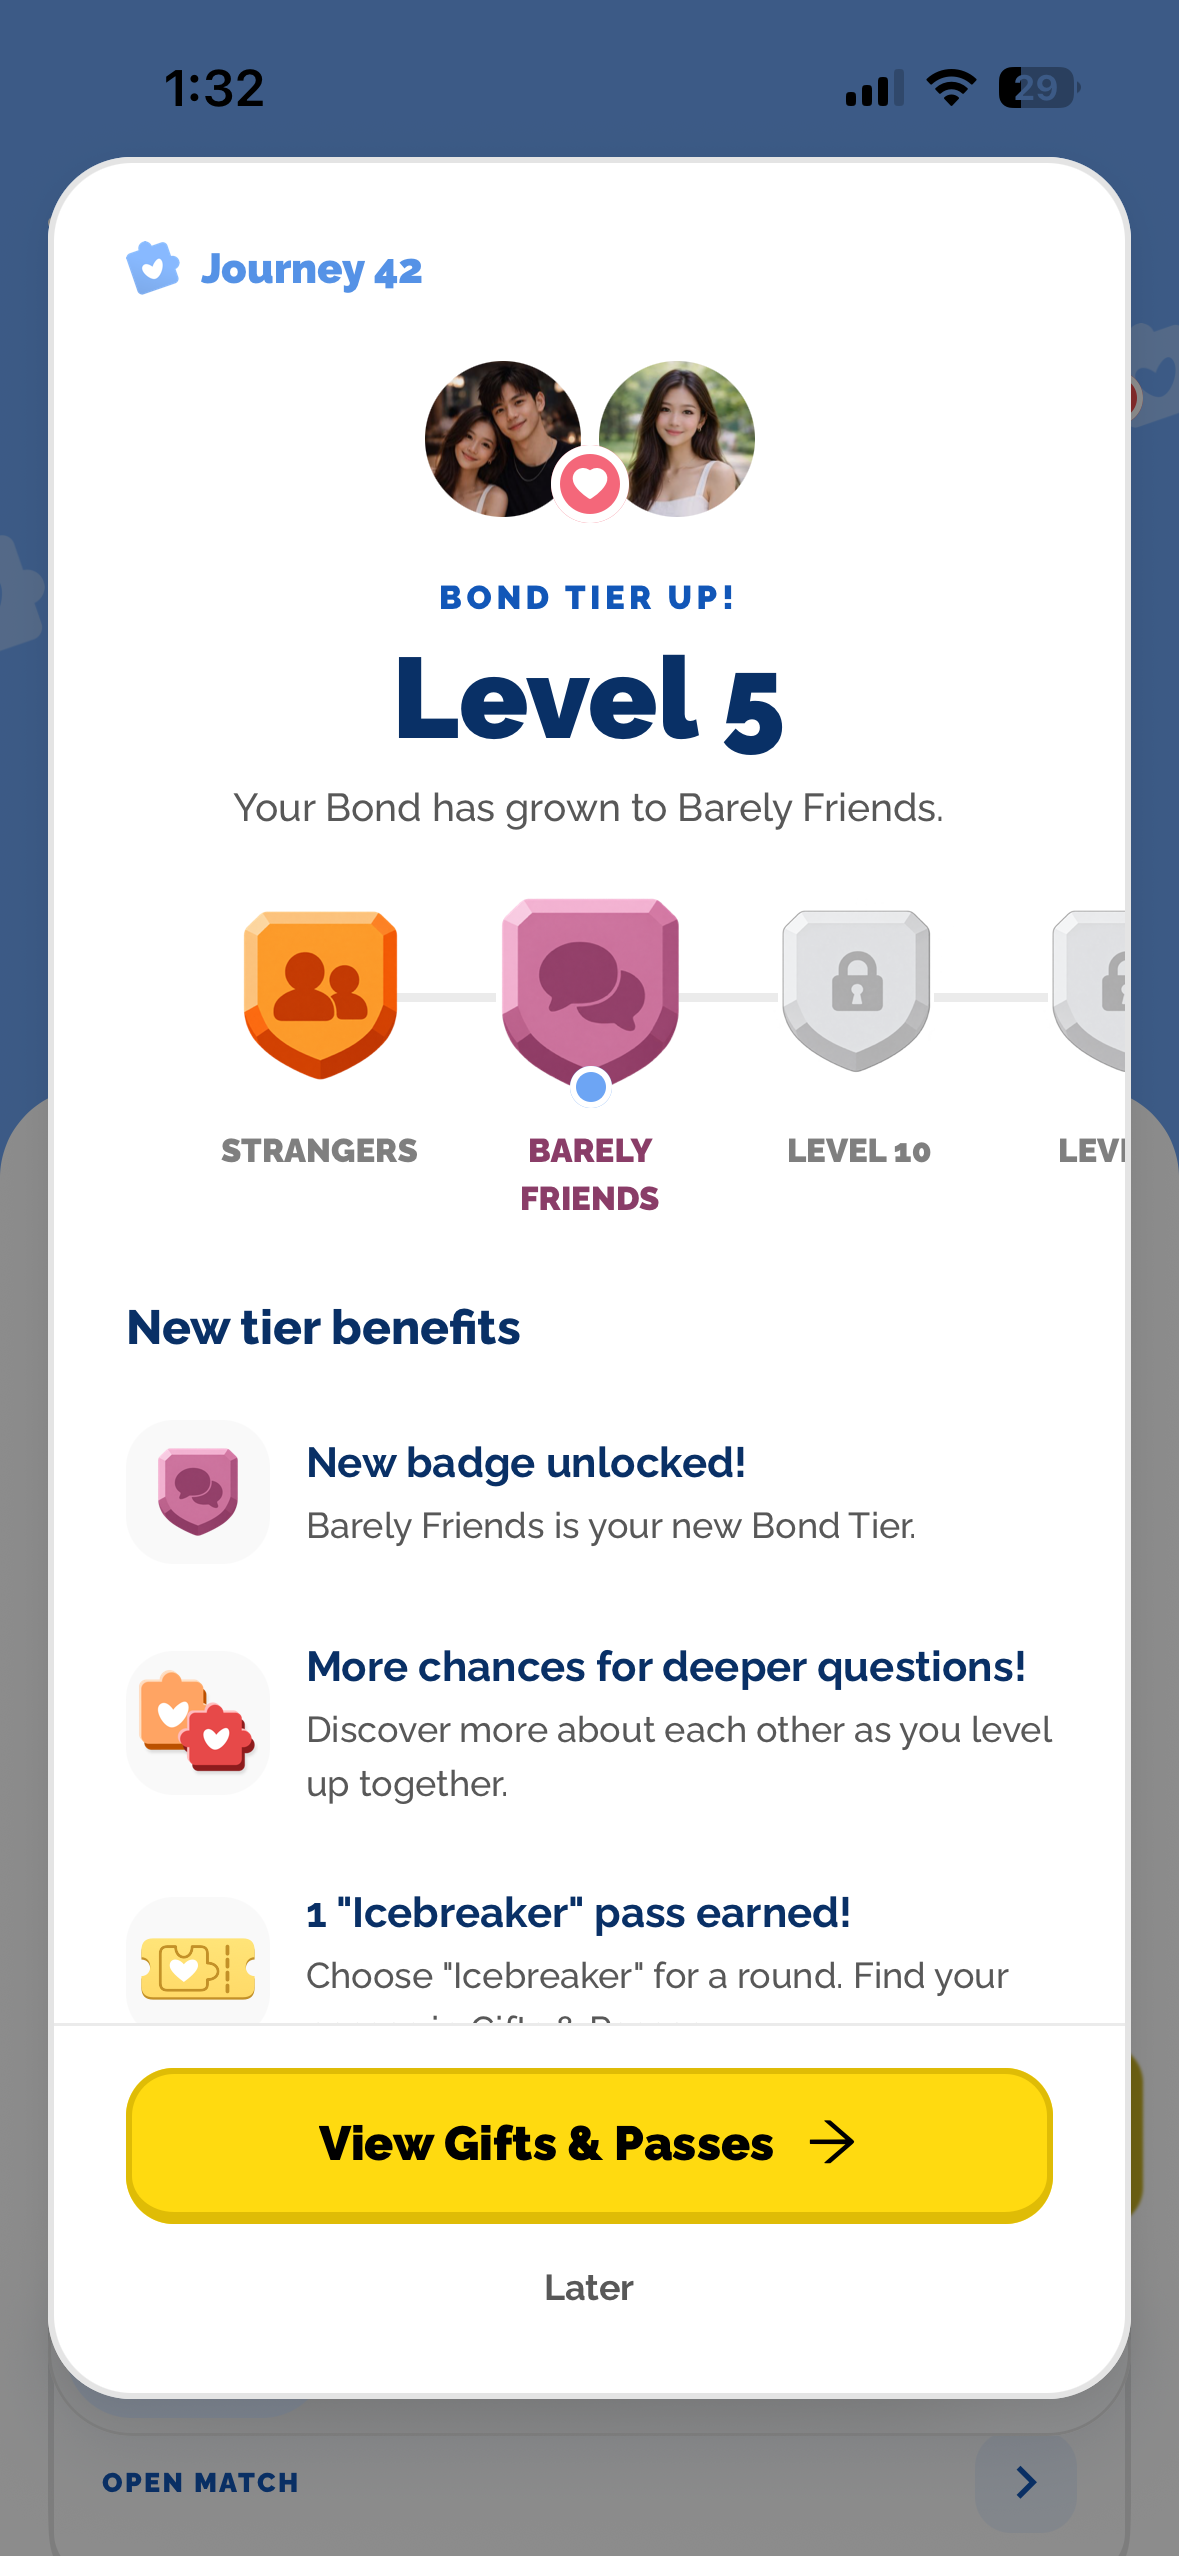 1:32
29
Journey 42
BOND TIER UP!
Level 5
Your Bond has grown to Barely Friends.
STRANGERS
BARELY
FRIENDS
LEVEL 10
New tier benefits
New badge unlocked!
Barely Friends is your new Bond Tier.
More chances for deeper questions!
Discover more about each other as you level
up together.
1 "Icebreaker" pass earned!
Choose "Icebreaker" for a round. Find your
View Gifts & Passes
Later
OPEN MATCH